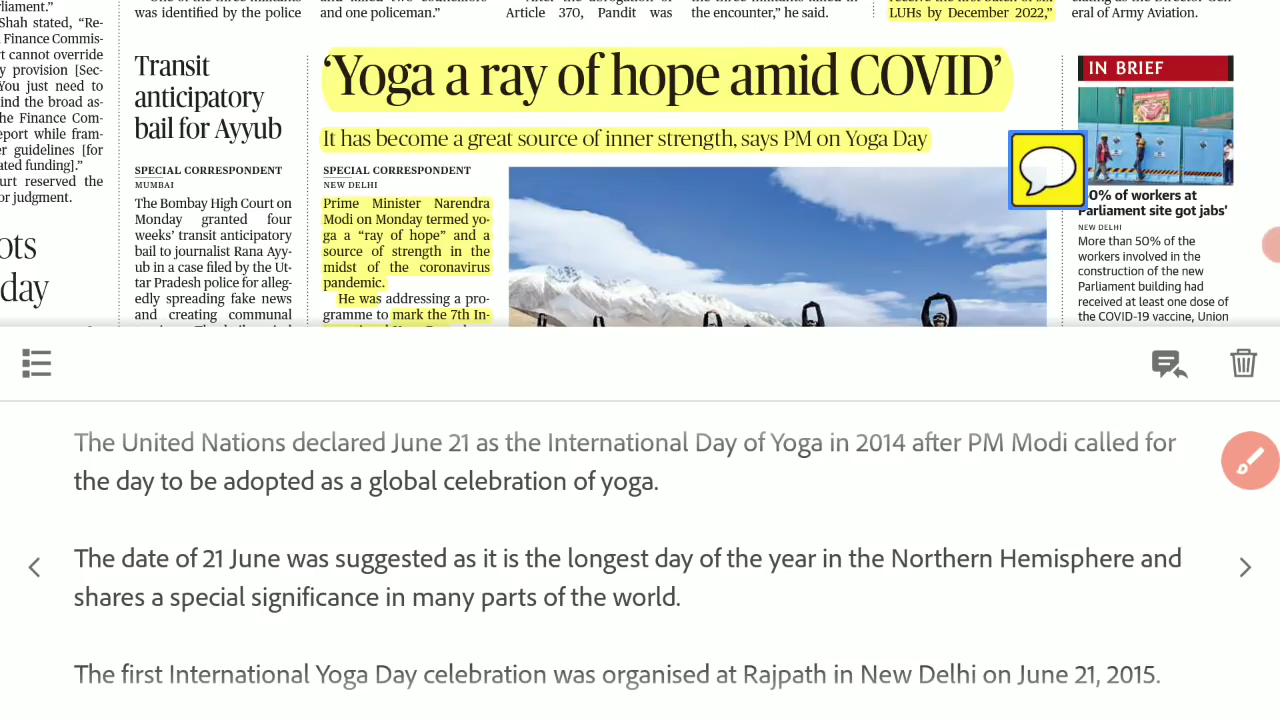 rliament.”
Shah stated, “Re-
Finance Commis-
t cannot override
y provision [Sec-
You just need to
ind the broad as-
he Finance Com-
eport while fram-
er guidelines [for
ated funding].”
urt reserved the
or judgment.
ots
day
was identified by the police
and one policeman.”
Article 370, Pandit was
the encounter,” he said.
LUHs by December 2022,”
eral of Army Aviation.
Transit
anticipatory
bail for Ayyub
SPECIAL CORRESPONDENT
MUMBAI
The Bombay High Court on
Monday granted four
weeks’ transit anticipatory
bail to journalist Rana Ayy-
ub in a case filed by the Ut-
tar Pradesh police for alleg-
edly spreading fake news
and creating communal
‘Yoga a ray of hope amid COVID’
It has become a great source of inner strength, says PM on Yoga Day
SPECIAL CORRESPONDENT
NEW DELHI
Prime Minister Narendra
Modi on Monday termed yo-
ga a “ray of hope” and a
source of strength in the
midst of the coronavirus
pandemic.
He was addressing a pro-
gramme to mark the 7th In-
IN BRIEF
0% of workers at
Parliament site got jabs’
NEW DELHI
More than 50% of the
workers involved in the
construction of the new
Parliament building had
received at least one dose of
the COVID-19 vaccine, Union
The United Nations declared June 21 as the International Day of Yoga in 2014 after PM Modi called for
the day to be adopted as a global celebration of yoga.
The date of 21 June was suggested as it is the longest day of the year in the Northern Hemisphere and
shares a special significance in many parts of the world.
The first International Yoga Day celebration was organised at Rajpath in New Delhi on June 21, 2015.